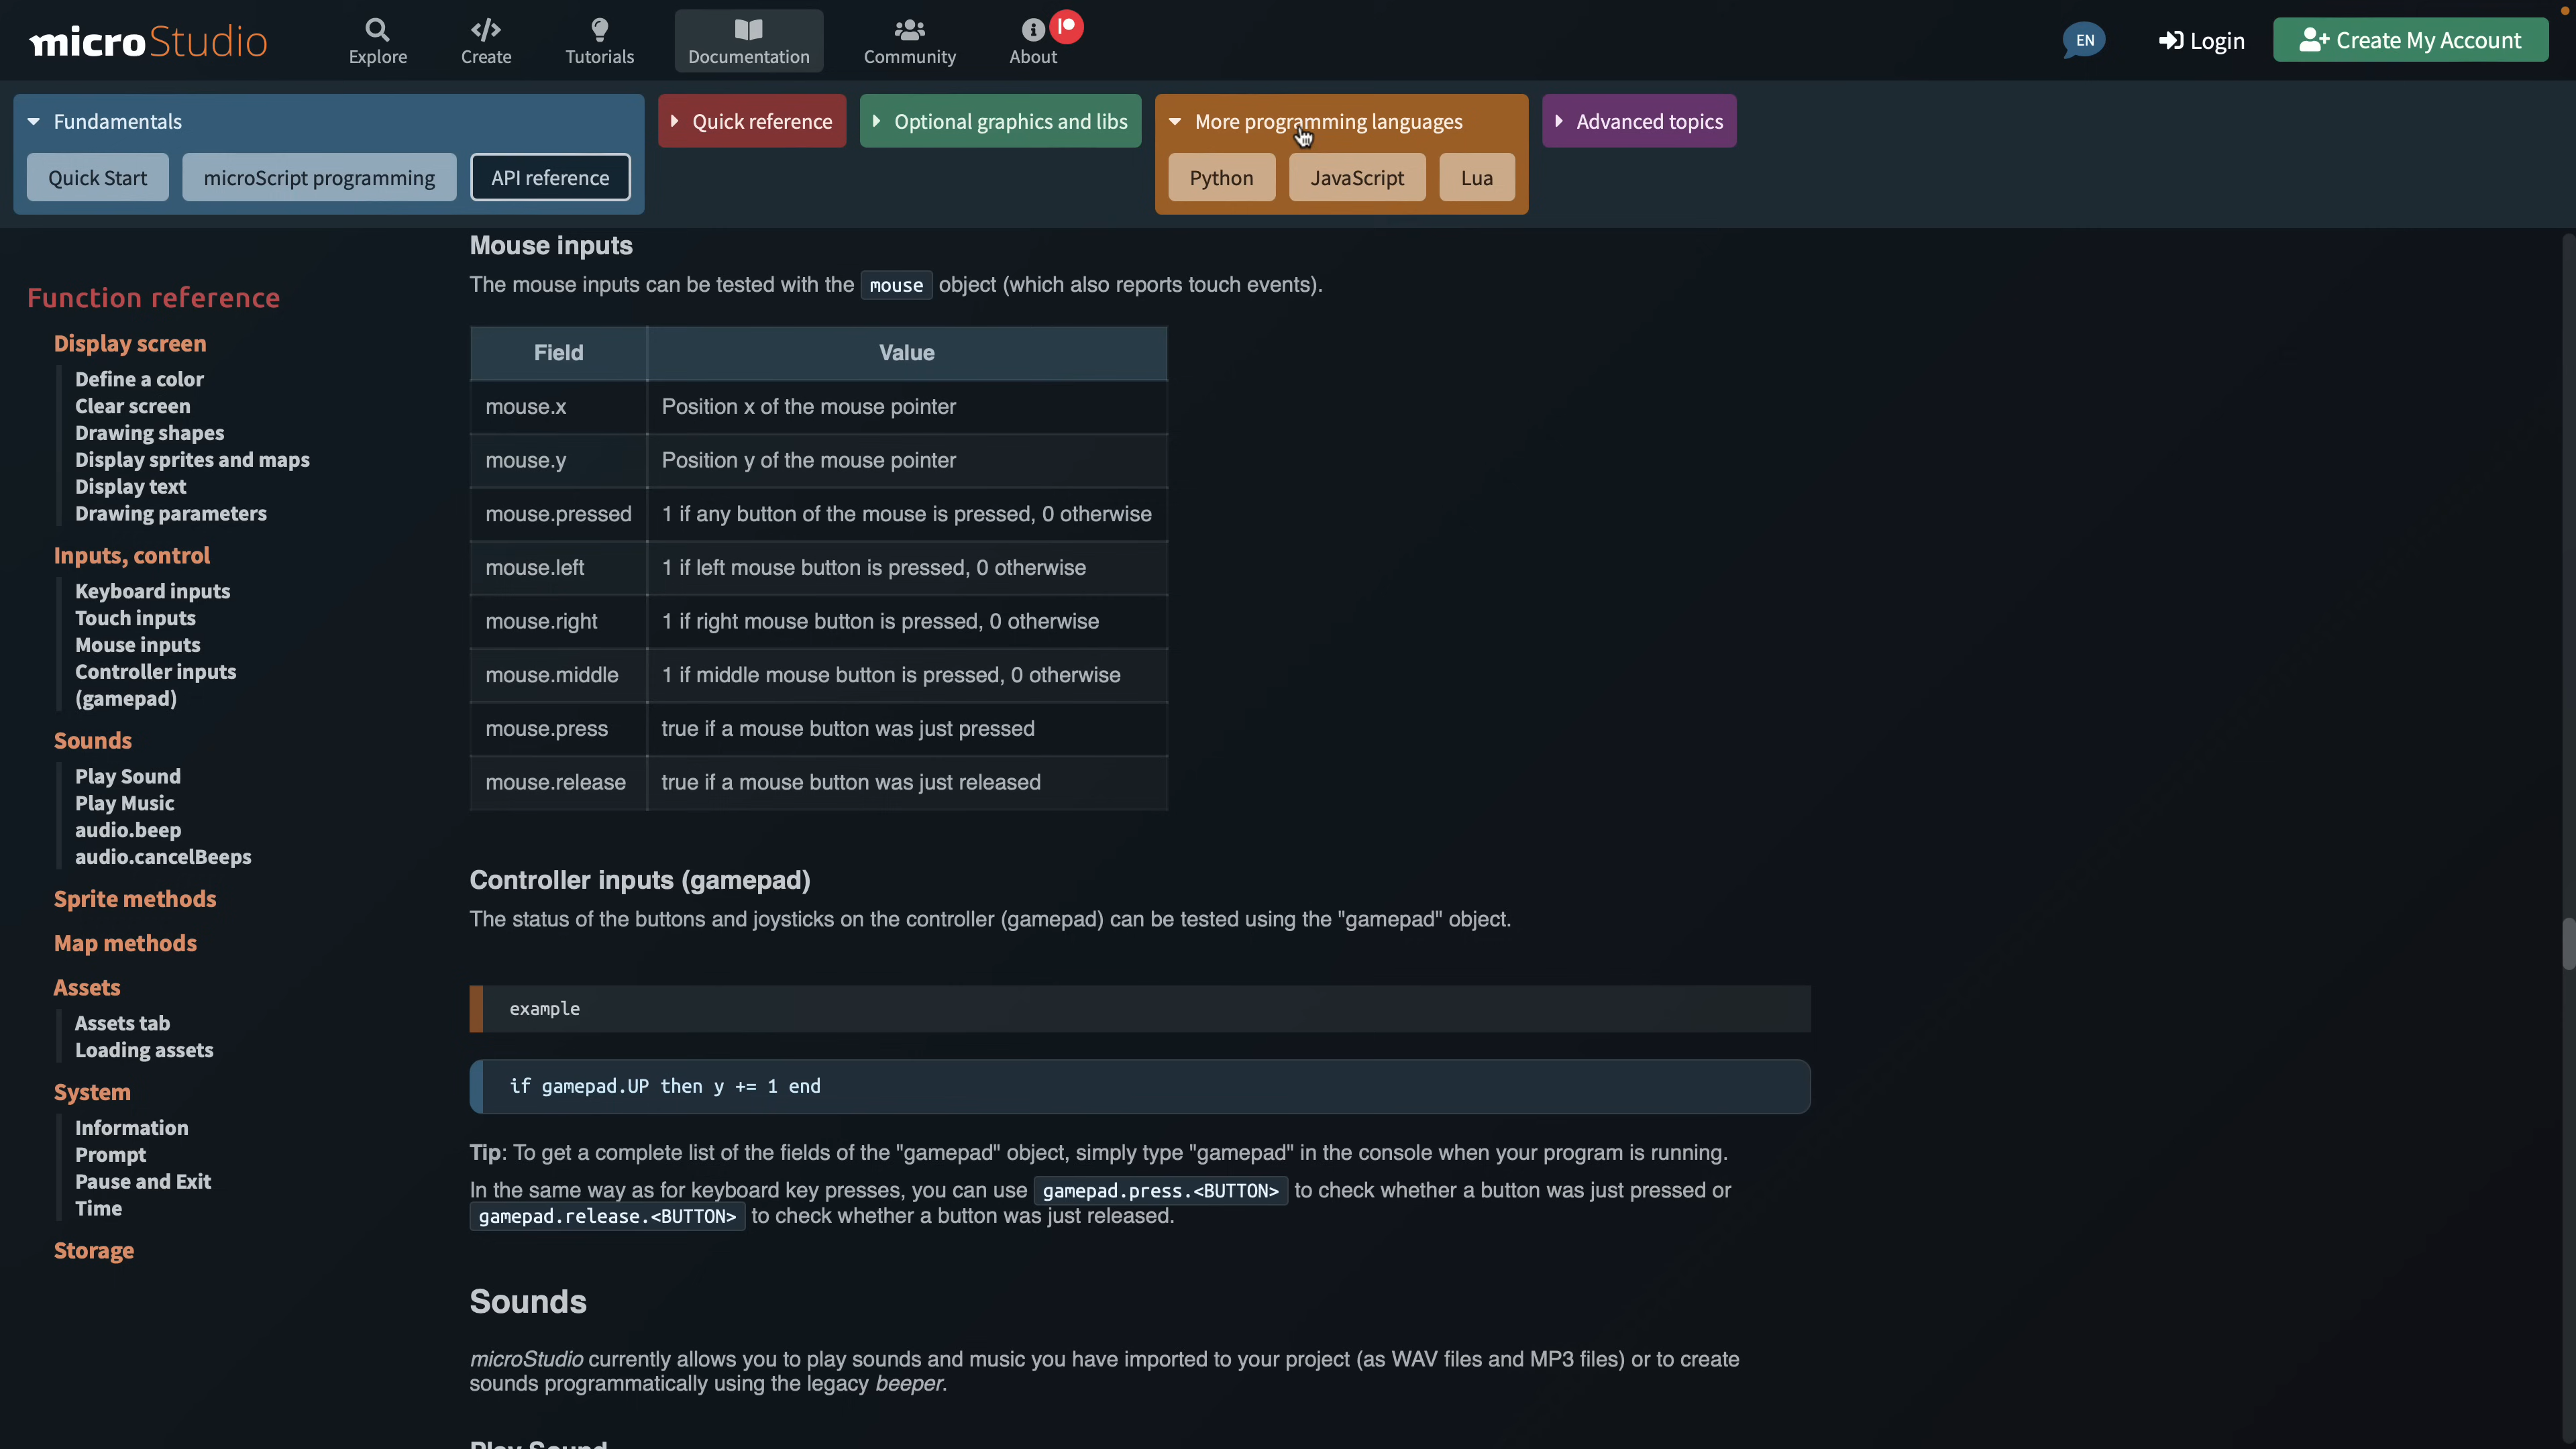 microStudio
Explore
Create
Tutorials
Documentation
Community
About
EN
Login
Create My Account
Fundamentals
Quick Start
microScript programming
API reference
Quick reference
Optional graphics and libs
More programming languages
Python
JavaScript
Lua
Advanced topics
Function reference
Display screen
Define a color
Clear screen
Drawing shapes
Display sprites and maps
Display text
Drawing parameters
Inputs, control
Keyboard inputs
Touch inputs
Mouse inputs
Controller inputs
(gamepad)
Sounds
Play Sound
Play Music
audio.beep
audio.cancelBeeps
Sprite methods
Map methods
Assets
Assets tab
Loading assets
System
Information
Prompt
Pause and Exit
Time
Storage
Mouse inputs
The mouse inputs can be tested with the mouse object (which also reports touch events).
Field Value
mouse.x Position x of the mouse pointer
mouse.y Position y of the mouse pointer
mouse.pressed 1 if any button of the mouse is pressed, 0 otherwise
mouse.left 1 if left mouse button is pressed, 0 otherwise
mouse.right 1 if right mouse button is pressed, 0 otherwise
mouse.middle 1 if middle mouse button is pressed, 0 otherwise
mouse.press true if a mouse button was just pressed
mouse.release true if a mouse button was just released
Controller inputs (gamepad)
The status of the buttons and joysticks on the controller (gamepad) can be tested using the "gamepad" object.
example
if gamepad.UP then y += 1 end
Tip: To get a complete list of the fields of the "gamepad" object, simply type "gamepad" in the console when your program is running.
In the same way as for keyboard key presses, you can use gamepad.press.<BUTTON> to check whether a button was just pressed or
gamepad.release.<BUTTON> to check whether a button was just released.
Sounds
microStudio currently allows you to play sounds and music you have imported to your project (as WAV files and MP3 files) or to create
sounds programmatically using the legacy beeper.
Play Sound